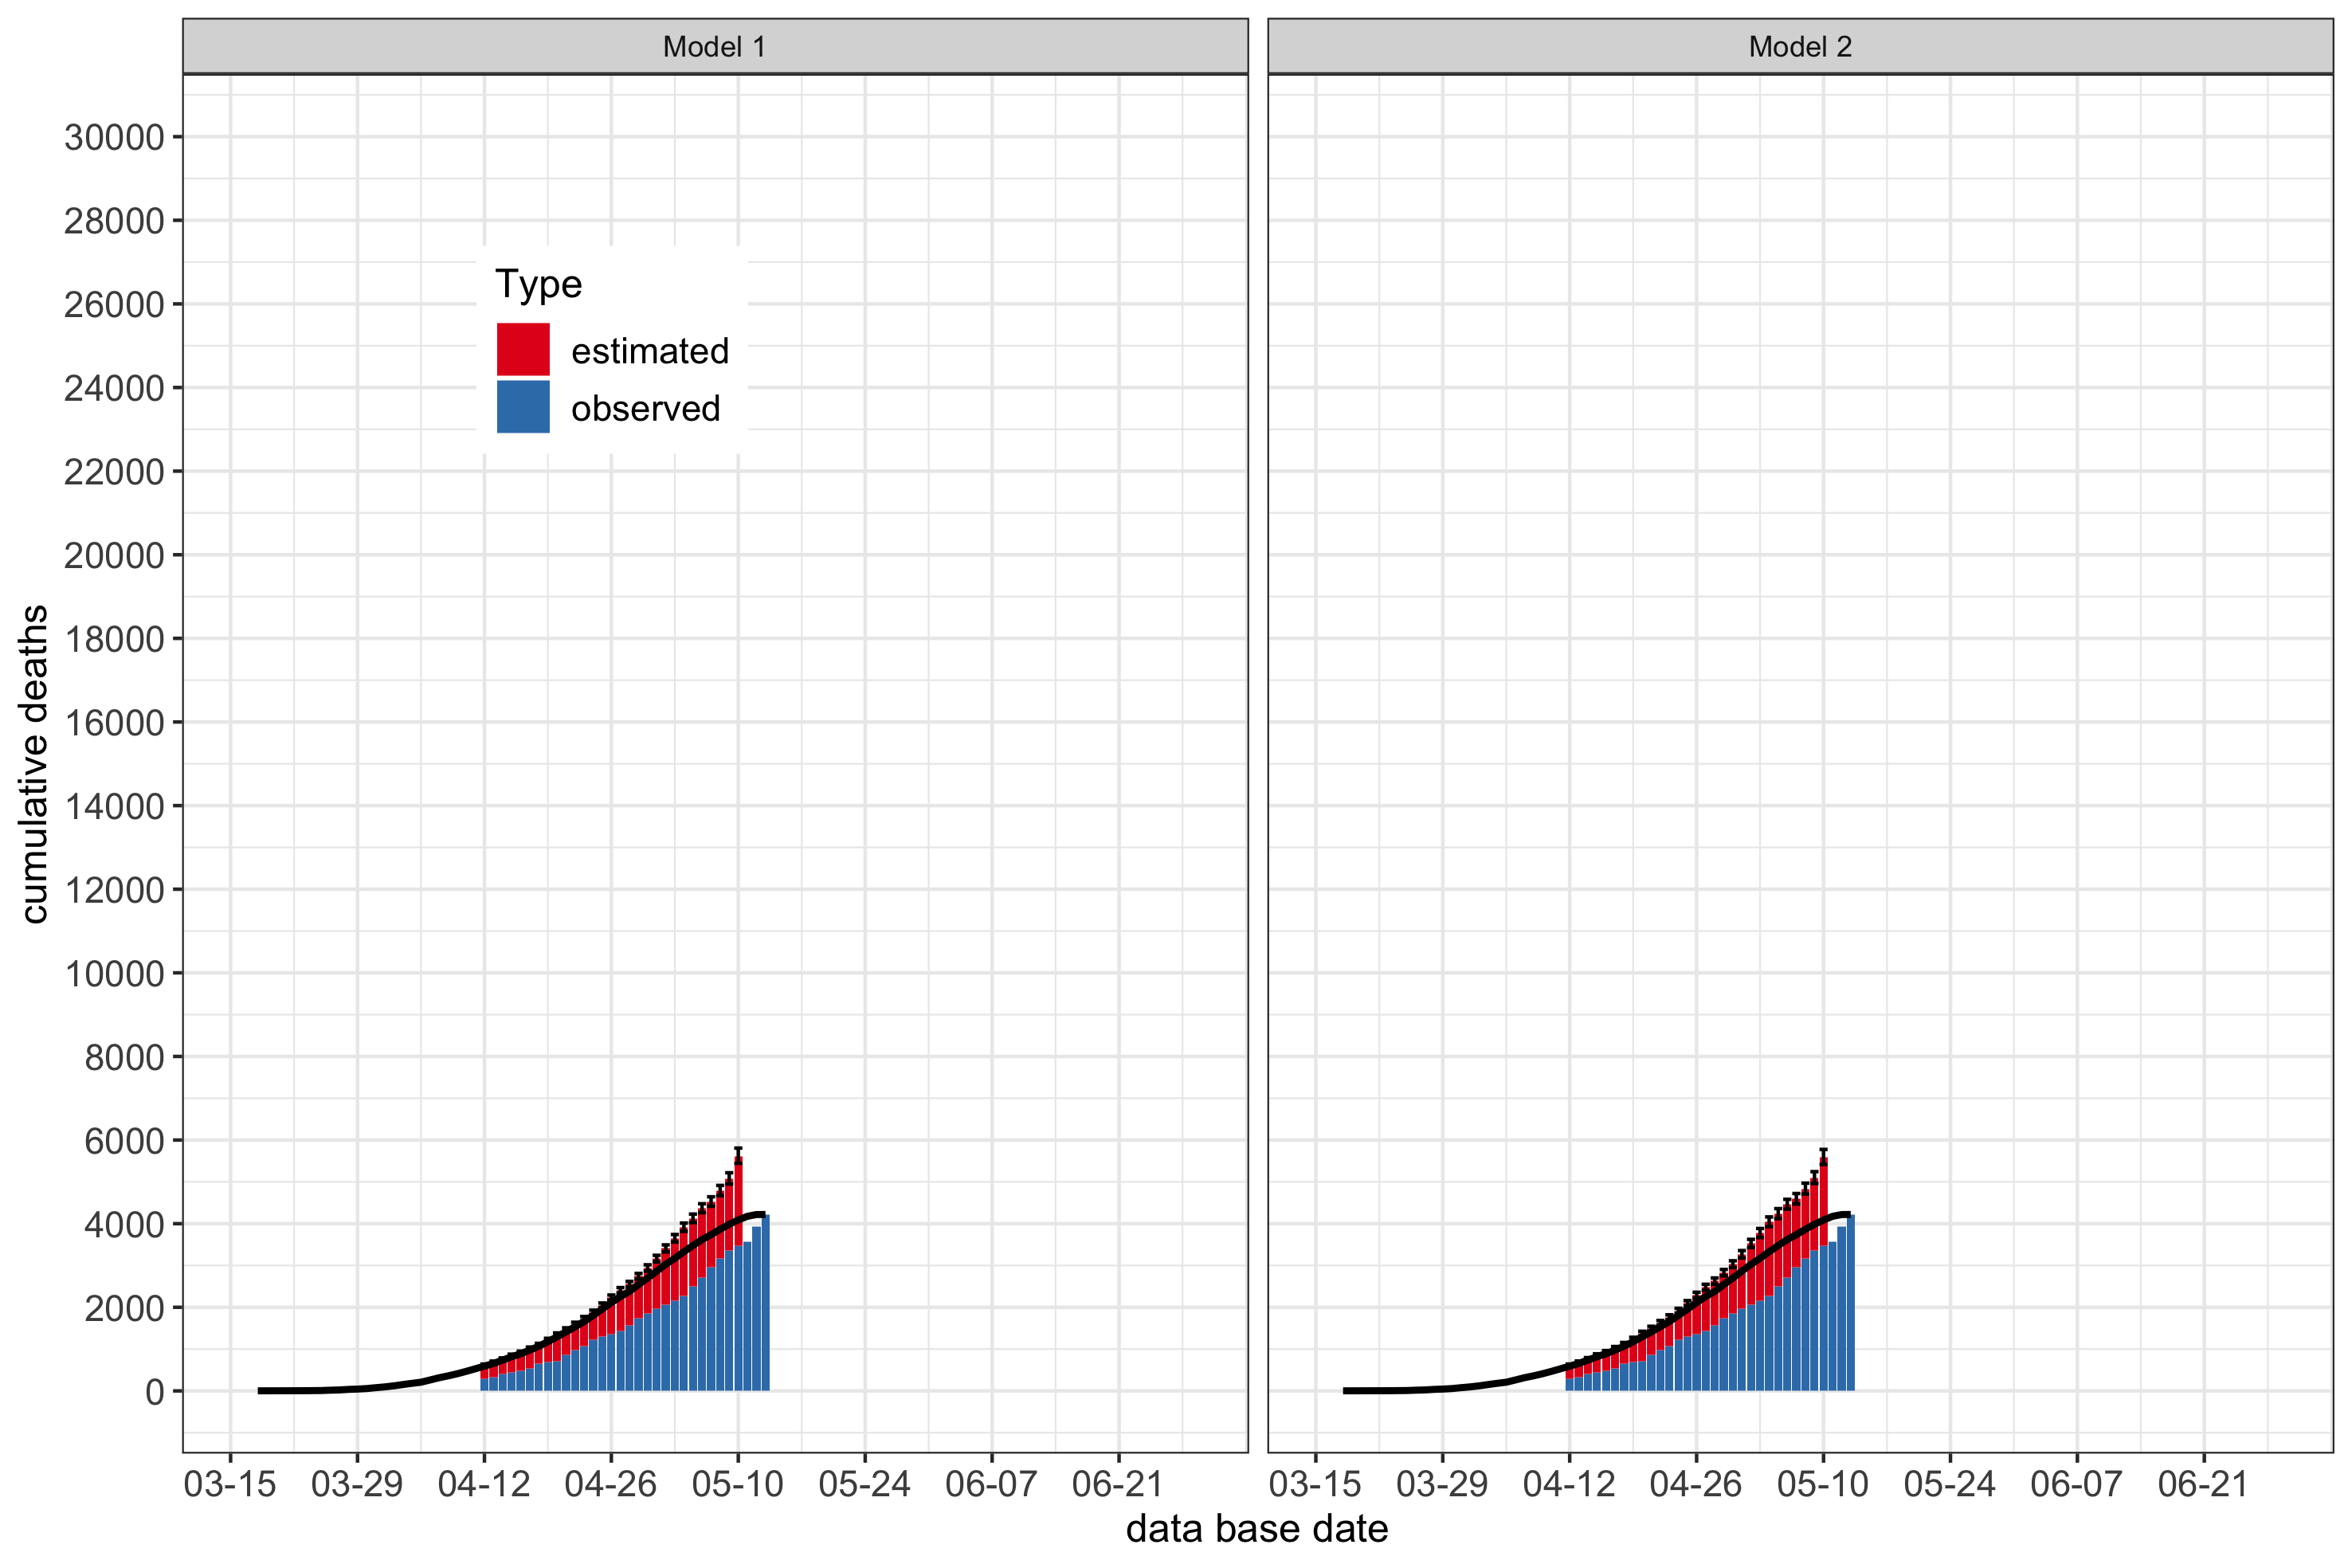 Model 1
Model 2
30000
28000
26000
24000
22000
20000
18000
16000
14000
12000
10000
8000
6000
4000
2000
0
cumulative deaths
Type
estimated
observed
03-15 03-29 04-12 04-26 05-10 05-24 06-07 06-21
03-15 03-29 04-12 04-26 05-10 05-24 06-07 06-21
data base date